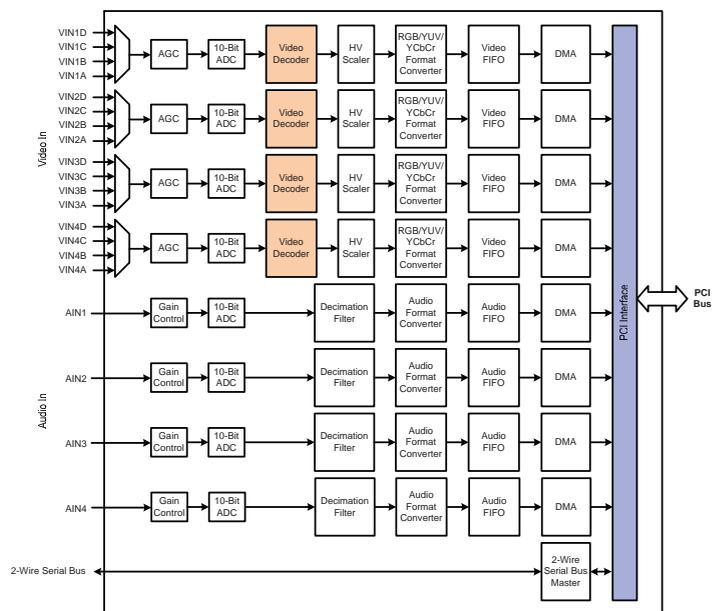 Video In
VIN1D
VIN1C
VIN1B
VIN1A
AGC
10-Bit
ADC
Video
Decoder
HV
Scaler
RGB/YUV/
YCbCr
Format
Converter
Video
FIFO
DMA
VIN2D
VIN2C
VIN2B
VIN2A
AGC
10-Bit
ADC
Video
Decoder
HV
Scaler
RGB/YUV/
YCbCr
Format
Converter
Video
FIFO
DMA
VIN3D
VIN3C
VIN3B
VIN3A
AGC
10-Bit
ADC
Video
Decoder
HV
Scaler
RGB/YUV/
YCbCr
Format
Converter
Video
FIFO
DMA
VIN4D
VIN4C
VIN4B
VIN4A
AGC
10-Bit
ADC
Video
Decoder
HV
Scaler
RGB/YUV/
YCbCr
Format
Converter
Video
FIFO
DMA
Audio In
AIN1
Gain
Control
10-Bit
ADC
Decimation
Filter
Audio
Format
Converter
Audio
FIFO
DMA
AIN2
Gain
Control
10-Bit
ADC
Decimation
Filter
Audio
Format
Converter
Audio
FIFO
DMA
AIN3
Gain
Control
10-Bit
ADC
Decimation
Filter
Audio
Format
Converter
Audio
FIFO
DMA
AIN4
Gain
Control
10-Bit
ADC
Decimation
Filter
Audio
Format
Converter
Audio
FIFO
DMA
2-Wire Serial Bus
2-Wire
Serial Bus
Master
PCI Interface
PCI
Bus